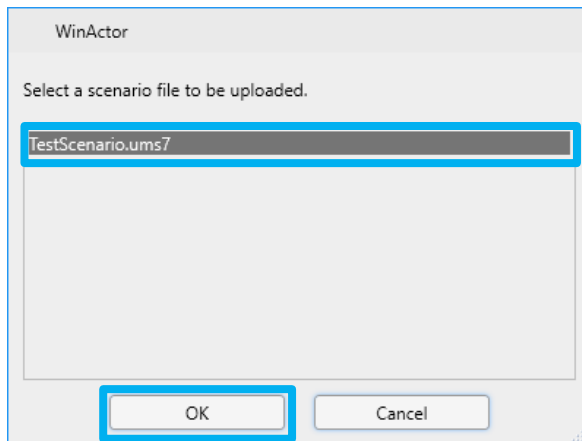 WinActor
Select a scenario file to be uploaded.
TestScenario.ums7
OK
Cancel